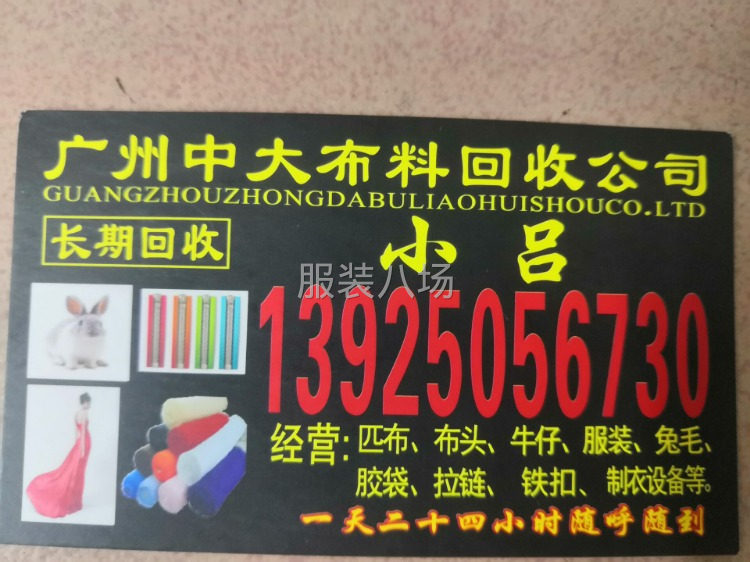 广州中大布料回收公司
GUANGZHOUZHONGDABULIAOHUISHOUCO.LTD
长期回收
小吕
服装八场
13925056730
经营:匹布、布头、牛仔、服装、兔毛、
胶袋、拉链、铁扣、制衣设备等。
一天二十四小时随呼随到